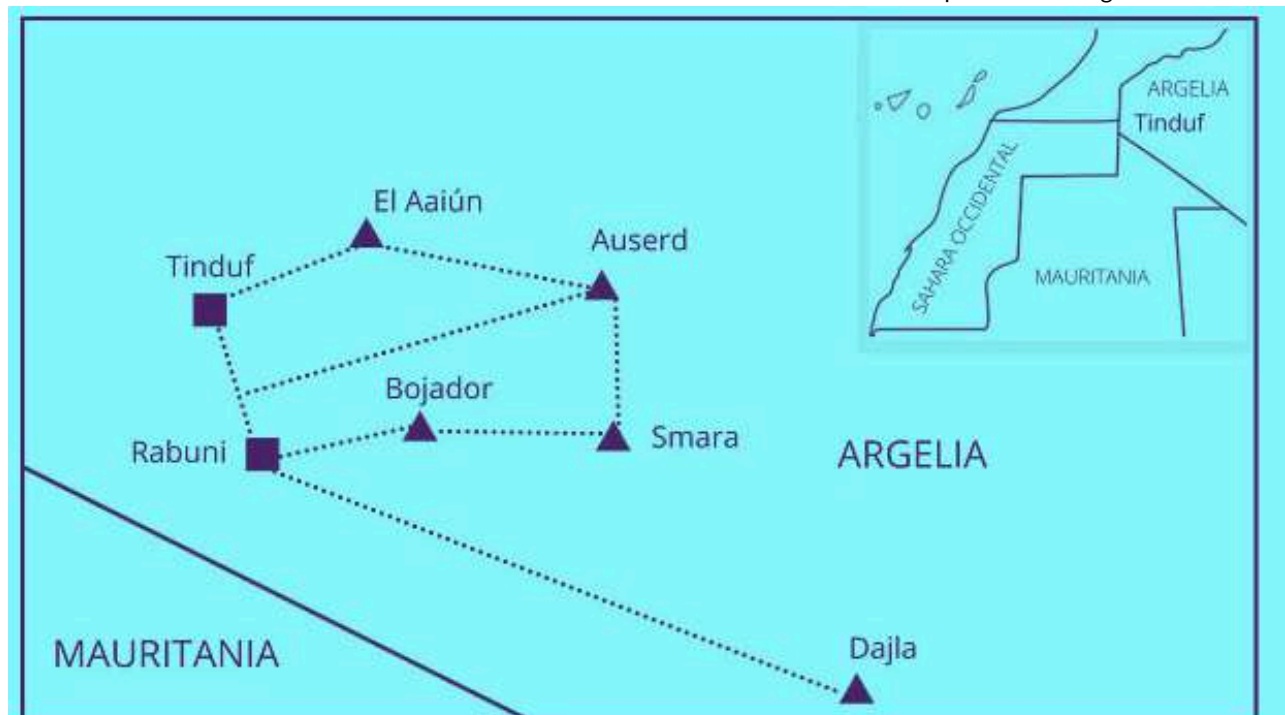 ARGELIA
Tinduf
SAHARA OCCIDENTAL
MAURITANIA
El Aaiún
Auserd
Tinduf
Bojador
Rabuni
Smara
ARGELIA
MAURITANIA
Dajla